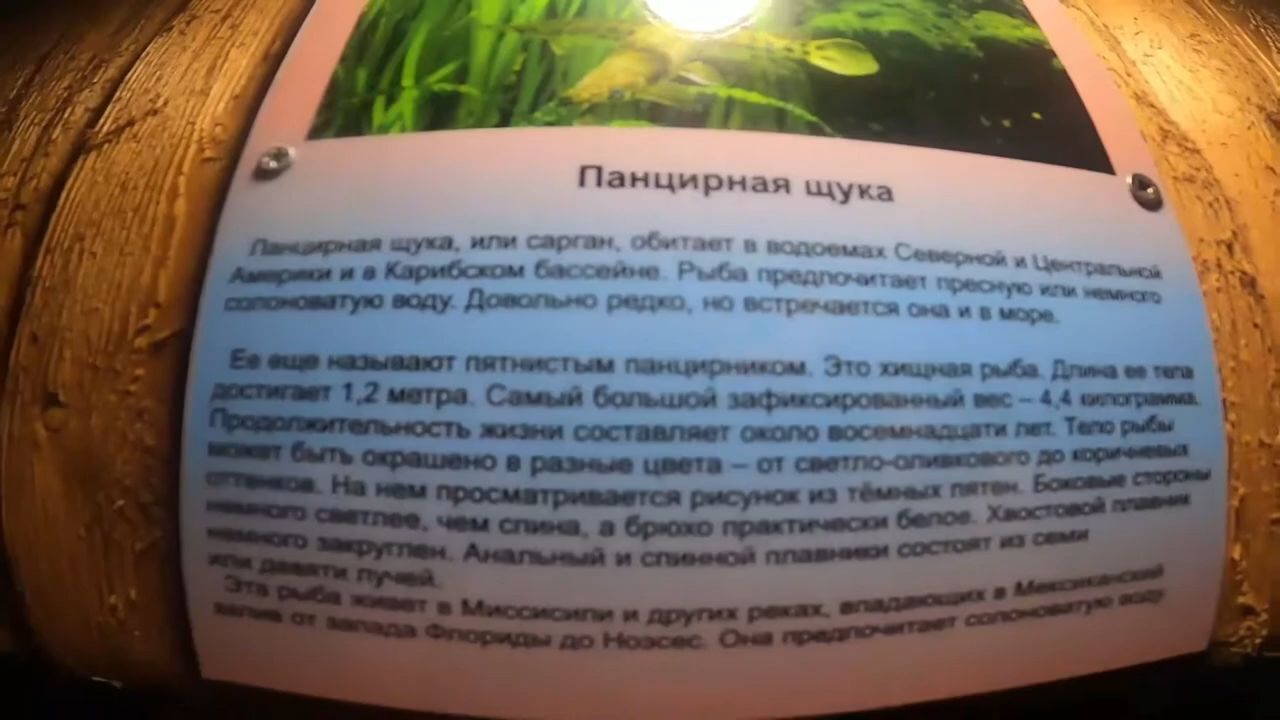 Панцирная щука
Панцирная щука, или сарган, обитает в водоемах Северной и Центральной
Америки и в Карибском бассейне. Рыба предпочитает пресную или немного
солоноватую воду. Довольно редко, но встречается она и в море.
Ее еще называют пятнистым панцирником. Это хищная рыба. Длина ее тела
достигает 1,2 метра. Самый большой зафиксированный вес – 4,4 килограмма.
Продолжительность жизни составляет около восемнадцати лет. Тело рыбы
может быть окрашено в разные цвета – от светло-оливкового до коричневых
оттенков. На нем просматривается рисунок из тёмных пятен. Боковые стороны
немного светлее, чем спина, а брюхо практически белое. Хвостовой плавник
немного закруглен. Анальный и спинной плавники состоят из семи
или девяти лучей.
Эта рыба живет в Миссисипи и других реках, впадающих в Мексиканский
залив от запада Флориды до Ноэсес. Она предпочитает солоноватую воду.